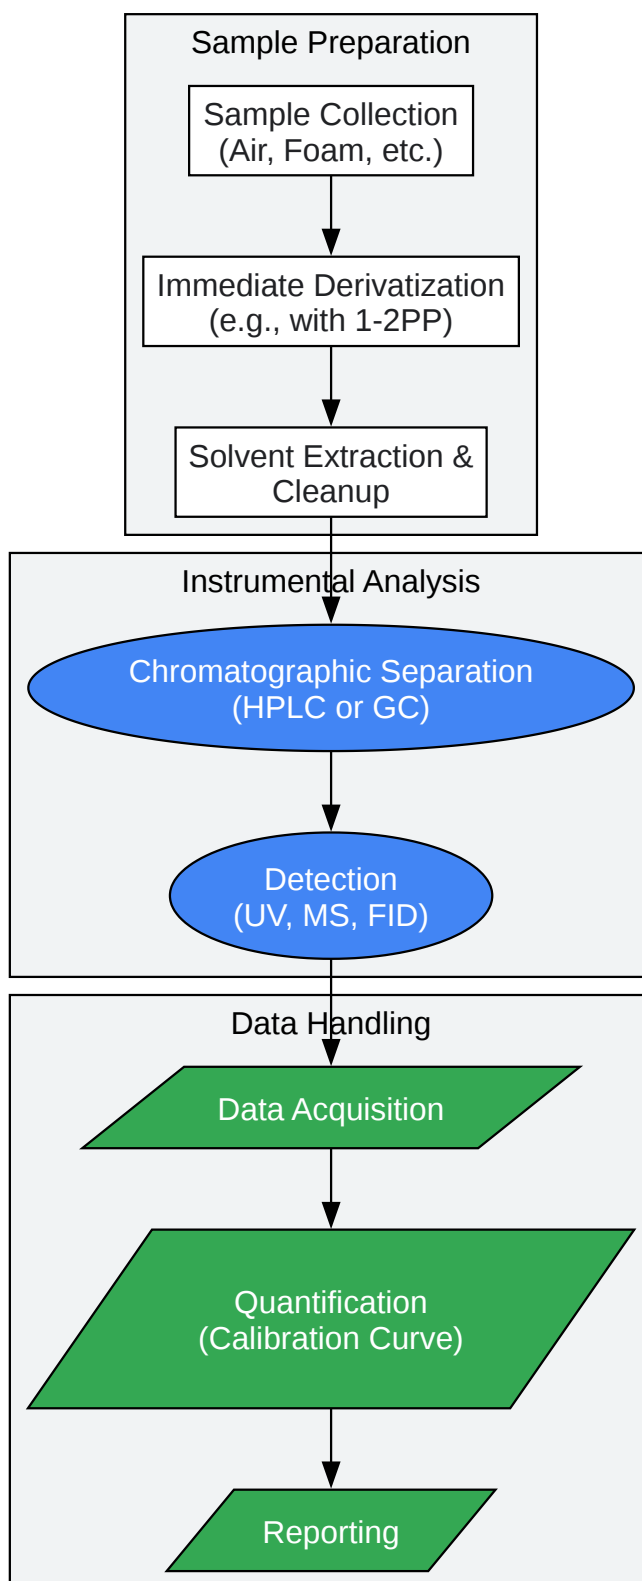 Sample Preparation
Sample Collection
(Air, Foam, etc.)
Immediate Derivatization
(e.g., with 1-2PP)
Solvent Extraction &
Cleanup
Instrumental Analysis
Chromatographic Separation
(HPLC or GC)
Detection
(UV, MS, FID)
Data Handling
Data Acquisition
Quantification
(Calibration Curve)
Reporting